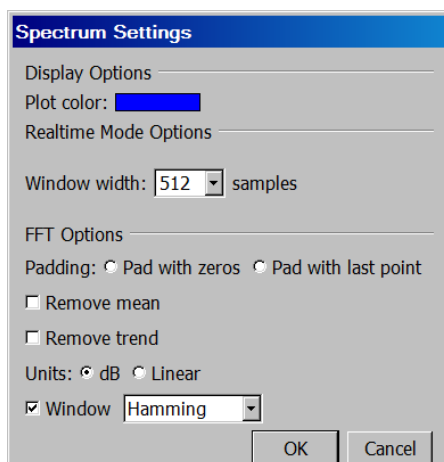 Spectrum Settings
Display Options
Plot color:
Realtime Mode Options
Window width: 512 samples
FFT Options
Padding: Pad with zeros Pad with last point
Remove mean
Remove trend
Units: dB Linear
Window Hamming
OK Cancel